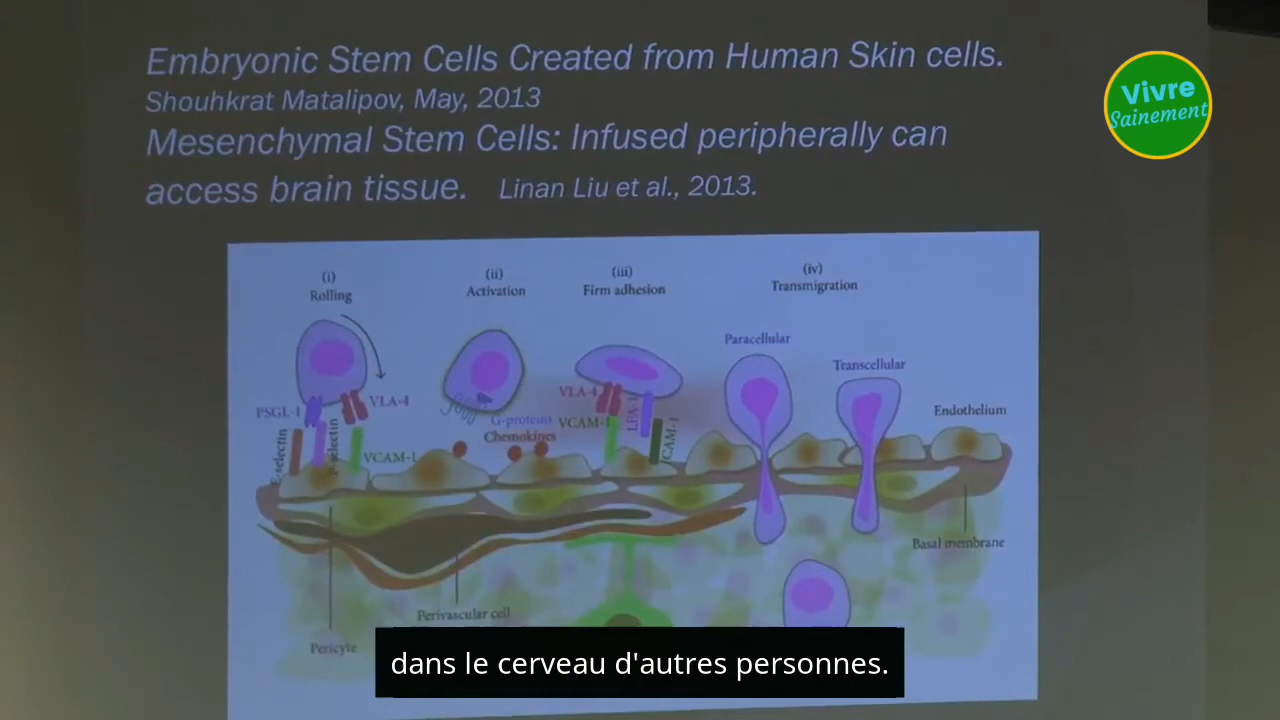 Embryonic Stem Cells Created from Human Skin cells.
Shouhkrat Matalipov, May, 2013
Mesenchymal Stem Cells: Infused peripherally can
access brain tissue. Linan Liu et al., 2013.
Vivre
Sainement
(i)
Rolling
(ii)
Activation
(iii)
Firm adhesion
(iv)
Transmigration
Paracellular
Transcellular
Endothelium
PSGL-1
VLA-4
E-selectin
P-selectin
VCAM-1
G-proteins
Chemokines
VLA-4
VCAM-1
LFA-1
ICAM-1
Basal membrane
Perivascular cell
Pericyte
dans le cerveau d'autres personnes.